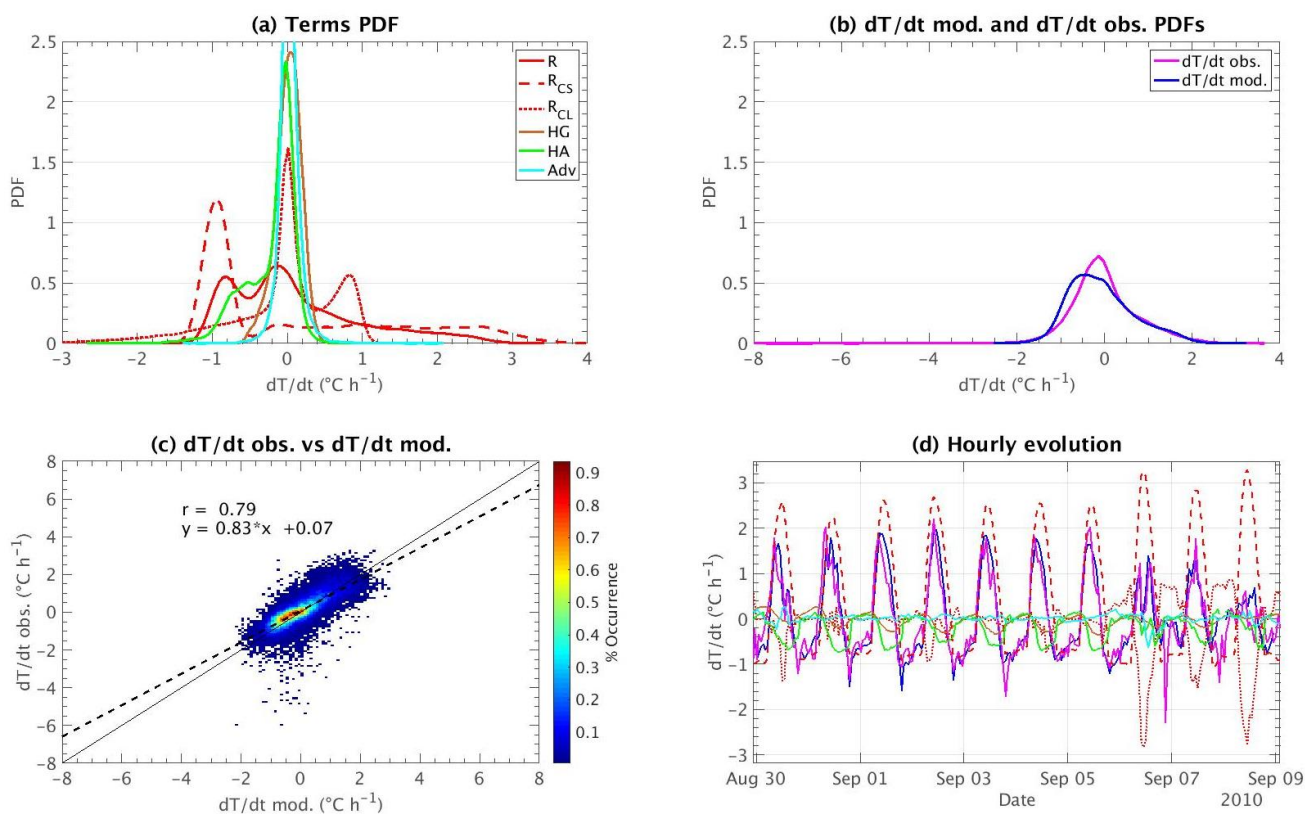 (a) Terms PDF
2.5
2
1.5
1
0.5
0
PDF
-3 -2 -1 0 1 2 3 4
dT/dt (°C h⁻¹)
R
R_CS
R_CL
HG
HA
Adv
(b) dT/dt mod. and dT/dt obs. PDFs
2.5
2
1.5
1
0.5
0
PDF
-8 -6 -4 -2 0 2 4
dT/dt (°C h⁻¹)
dT/dt obs.
dT/dt mod.
(c) dT/dt obs. vs dT/dt mod.
8
6
4
2
0
-2
-4
-6
-8
dT/dt obs. (°C h⁻¹)
r = 0.79
y = 0.83*x +0.07
-8 -6 -4 -2 0 2 4 6 8
dT/dt mod. (°C h⁻¹)
0.9
0.8
0.7
0.6
0.5
0.4
0.3
0.2
0.1
% Occurrence
(d) Hourly evolution
3
2
1
0
-1
-2
-3
dT/dt (°C h⁻¹)
Aug 30 Sep 01 Sep 03 Sep 05 Sep 07 Sep 09
Date 2010